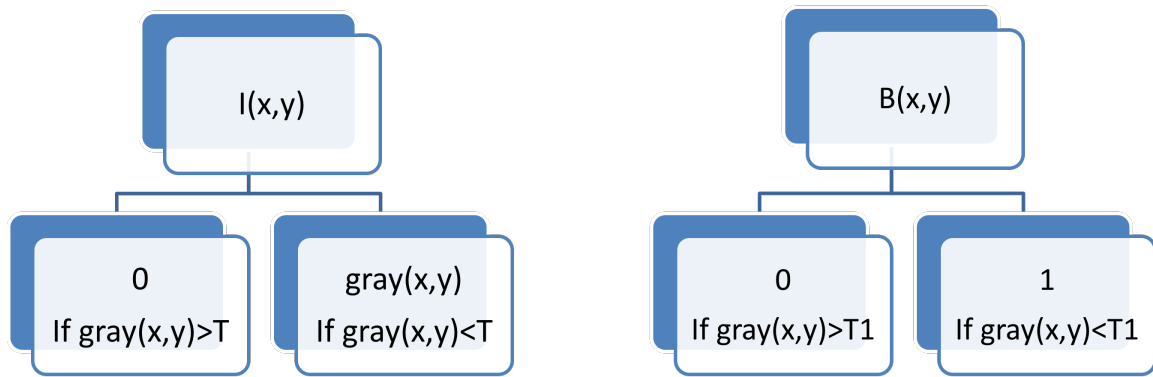 I(x,y)
0
If gray(x,y)>T
gray(x,y)
If gray(x,y)<T
B(x,y)
0
If gray(x,y)>T1
1
If gray(x,y)<T1